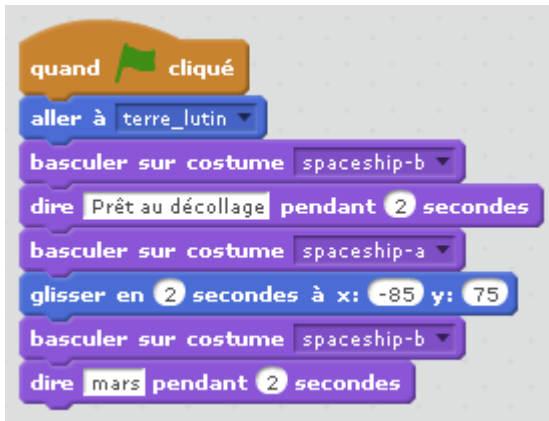 quand cliqué
aller à terre_lutin
basculer sur costume spaceship-b
dire Prêt au décollage pendant 2 secondes
basculer sur costume spaceship-a
glisser en 2 secondes à x: -85 y: 75
basculer sur costume spaceship-b
dire mars pendant 2 secondes